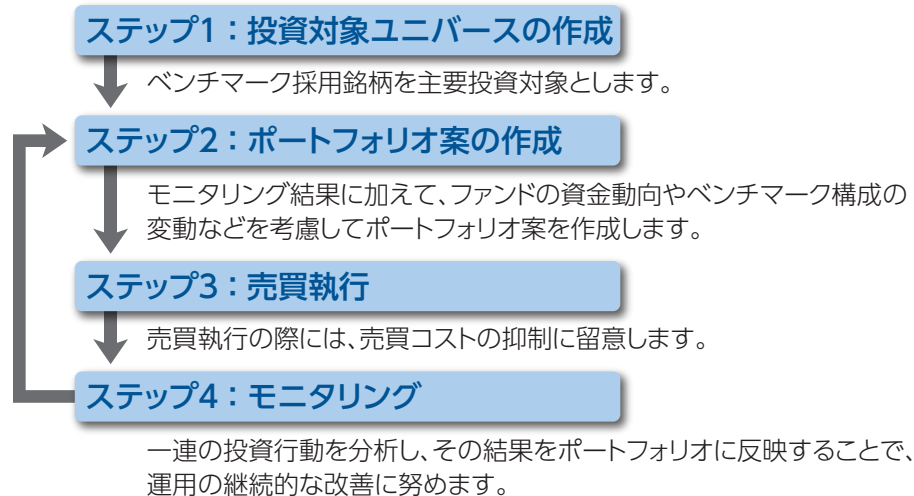 ステップ1：投資対象ユニバースの作成
ベンチマーク採用銘柄を主要投資対象とします。
ステップ2：ポートフォリオ案の作成
モニタリング結果に加えて、ファンドの資金動向やベンチマーク構成の
変動などを考慮してポートフォリオ案を作成します。
ステップ3：売買執行
売買執行の際には、売買コストの抑制に留意します。
ステップ4：モニタリング
一連の投資行動を分析し、その結果をポートフォリオに反映することで、
運用の継続的な改善に努めます。